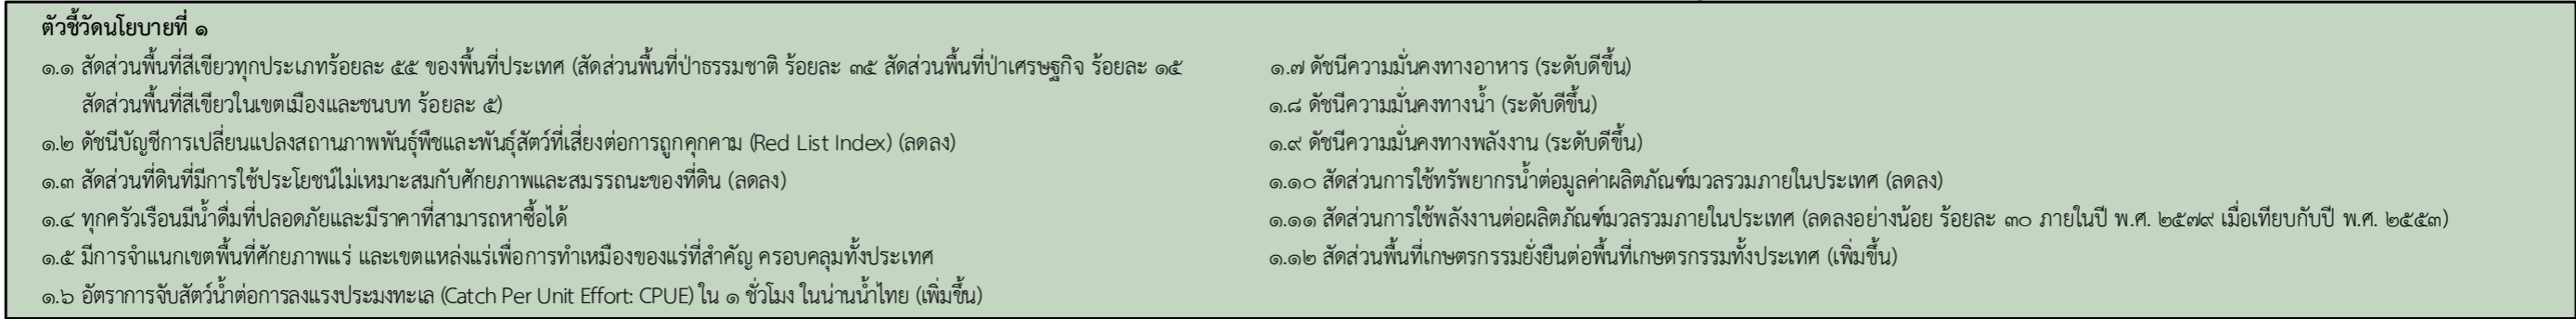 ตัวชี้วัดนโยบายที่ ๑
๑.๑ สัดส่วนพื้นที่สีเขียวทุกประเภทร้อยละ ๕๕ ของพื้นที่ประเทศ (สัดส่วนพื้นที่ป่าธรรมชาติ ร้อยละ ๓๕ สัดส่วนพื้นที่ป่าเศรษฐกิจ ร้อยละ ๑๕
สัดส่วนพื้นที่สีเขียวในเขตเมืองและชนบท ร้อยละ ๕)
๑.๒ ดัชนีบัญชีการเปลี่ยนแปลงสถานภาพพันธุ์พืชและพันธุ์สัตว์ที่เสี่ยงต่อการถูกคุกคาม (Red List Index) (ลดลง)
๑.๓ สัดส่วนที่ดินที่มีการใช้ประโยชน์ไม่เหมาะสมกับศักยภาพและสมรรถนะของที่ดิน (ลดลง)
๑.๔ ทุกครัวเรือนมีน้ำดื่มที่ปลอดภัยและมีราคาที่สามารถหาซื้อได้
๑.๕ มีการจำแนกเขตพื้นที่ศักยภาพแร่ และเขตแหล่งแร่เพื่อการทำเหมืองของแร่ที่สำคัญ ครอบคลุมทั้งประเทศ
๑.๖ อัตราการจับสัตว์น้ำต่อการลงแรงประมงทะเล (Catch Per Unit Effort: CPUE) ใน ๑ ชั่วโมง ในน่านน้ำไทย (เพิ่มขึ้น)
๑.๗ ดัชนีความมั่นคงทางอาหาร (ระดับดีขึ้น)
๑.๘ ดัชนีความมั่นคงทางน้ำ (ระดับดีขึ้น)
๑.๙ ดัชนีความมั่นคงทางพลังงาน (ระดับดีขึ้น)
๑.๑๐ สัดส่วนการใช้ทรัพยากรน้ำต่อมูลค่าผลิตภัณฑ์มวลรวมภายในประเทศ (ลดลง)
๑.๑๑ สัดส่วนการใช้พลังงานต่อผลิตภัณฑ์มวลรวมภายในประเทศ (ลดลงอย่างน้อย ร้อยละ ๓๐ ภายในปี พ.ศ. ๒๕๗๙ เมื่อเทียบกับปี พ.ศ. ๒๕๕๓)
๑.๑๒ สัดส่วนพื้นที่เกษตรกรรมยั่งยืนต่อพื้นที่เกษตรกรรมทั้งประเทศ (เพิ่มขึ้น)